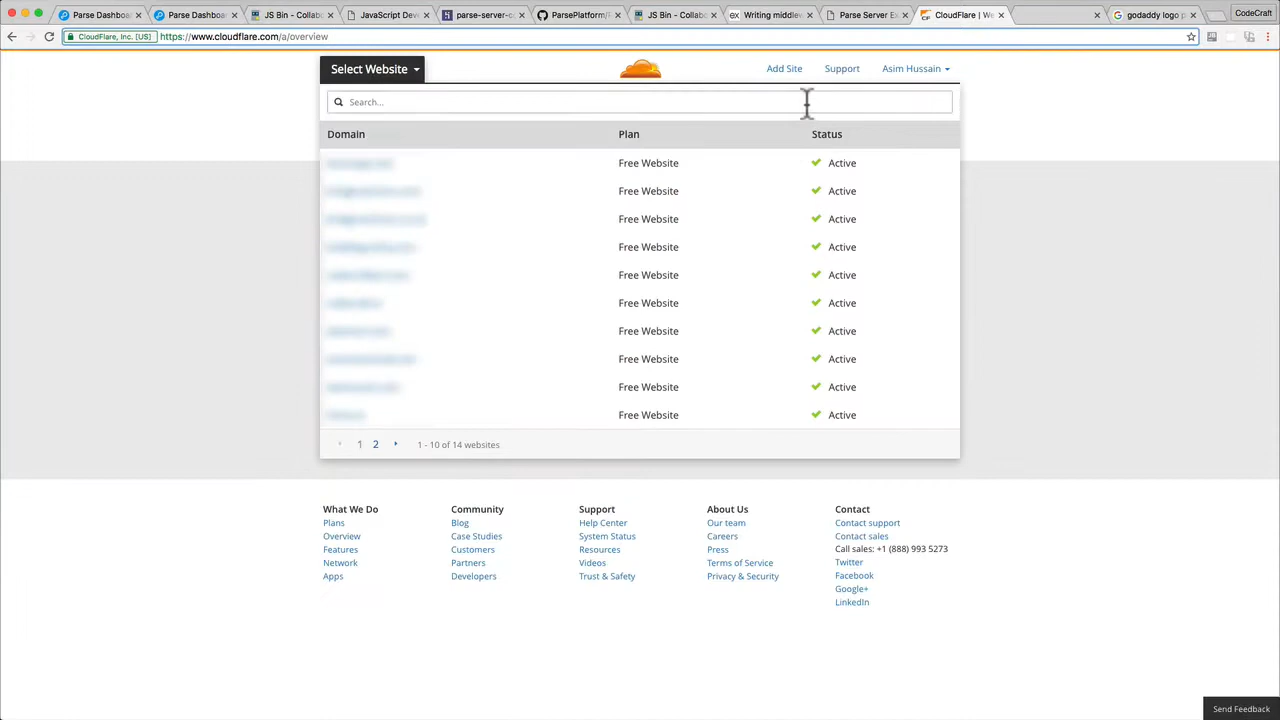 Parse Dashboa
Parse Dashboa
JS Bin - Collab
JavaScript Dev
parse-server-c
ParsePlatform/P
JS Bin - Collab
Writing middlew
Parse Server Ex
CloudFlare | We
godaddy logo p
CodeCraft
CloudFlare, Inc. [US]
https://www.cloudflare.com/a/overview
Select Website
Add Site
Support
Asim Hussain
Search...
Domain Plan Status
Free Website Active
Free Website Active
Free Website Active
Free Website Active
Free Website Active
Free Website Active
Free Website Active
Free Website Active
Free Website Active
Free Website Active
1 2 1 - 10 of 14 websites
What We Do
Plans
Overview
Features
Network
Apps
Community
Blog
Case Studies
Customers
Partners
Developers
Support
Help Center
System Status
Resources
Videos
Trust & Safety
About Us
Our team
Careers
Press
Terms of Service
Privacy & Security
Contact
Contact support
Contact sales
Call sales: +1 (888) 993 5273
Twitter
Facebook
Google+
LinkedIn
Send Feedback